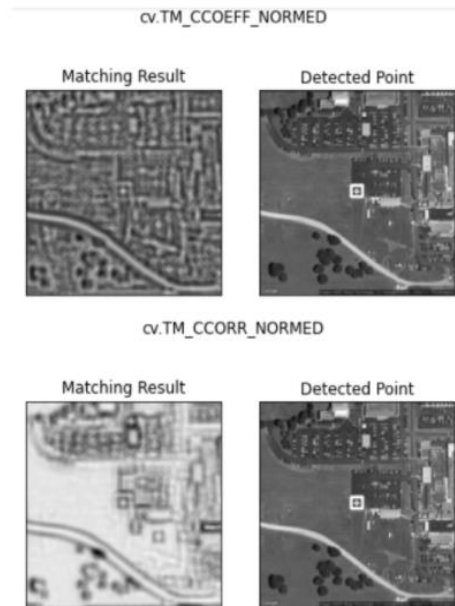 cv.TM_CCOEFF_NORMED
Matching Result
Detected Point
cv.TM_CCORR_NORMED
Matching Result
Detected Point